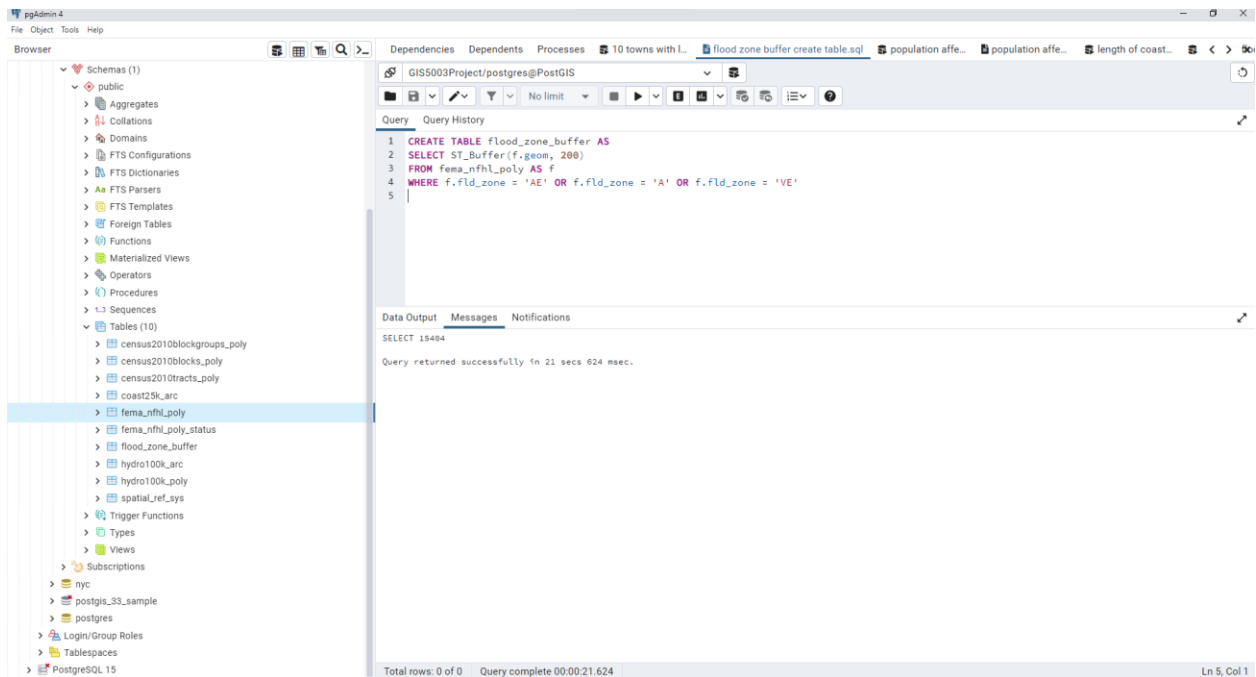 pgAdmin 4
File Object Tools Help
Browser
Dependencies Dependents Processes 10 towns with l... flood zone buffer create table.sql population affe... population affe... length of coast...
Schemas (1)
public
Aggregates
Collations
Domains
FTS Configurations
FTS Dictionaries
FTS Parsers
FTS Templates
Foreign Tables
Functions
Materialized Views
Operators
Procedures
Sequences
Tables (10)
census2010blockgroups_poly
census2010blocks_poly
census2010tracts_poly
coast25k_arc
fema_nfhl_poly
fema_nfhl_poly_status
flood_zone_buffer
hydro100k_arc
hydro100k_poly
spatial_ref_sys
Trigger Functions
Types
Views
Subscriptions
nyc
postgis_33_sample
postgres
Login/Group Roles
Tablespaces
PostgreSQL 15
GIS5003Project/postgres@PostGIS
No limit
Query Query History
1 CREATE TABLE flood_zone_buffer AS
2 SELECT ST_Buffer(f.geom, 200)
3 FROM fema_nfhl_poly AS f
4 WHERE f.fld_zone = 'AE' OR f.fld_zone = 'A' OR f.fld_zone = 'VE'
5
Data Output Messages Notifications
SELECT 15404
Query returned successfully in 21 secs 624 msec.
Total rows: 0 of 0 Query complete 00:00:21.624 Ln 5, Col 1